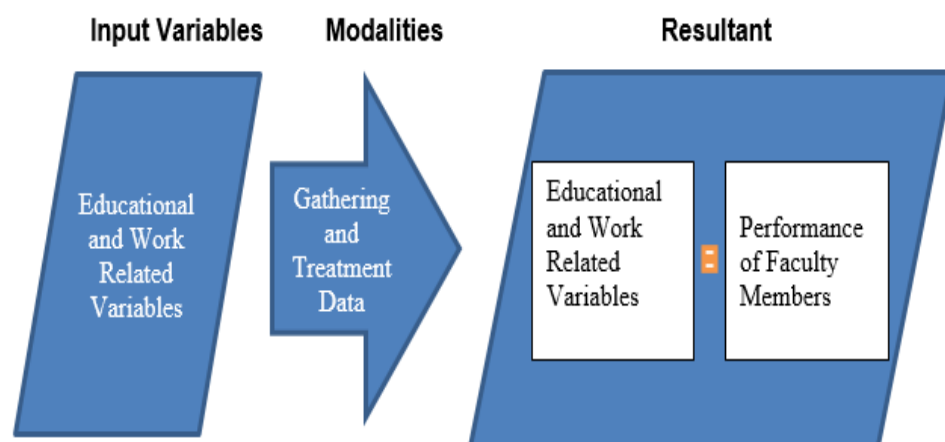 Input Variables
Modalities
Resultant
Educational
and Work
Related
Variables
Gathering
and
Treatment
Data
Educational
and Work
Related
Variables
Performance
of Faculty
Members